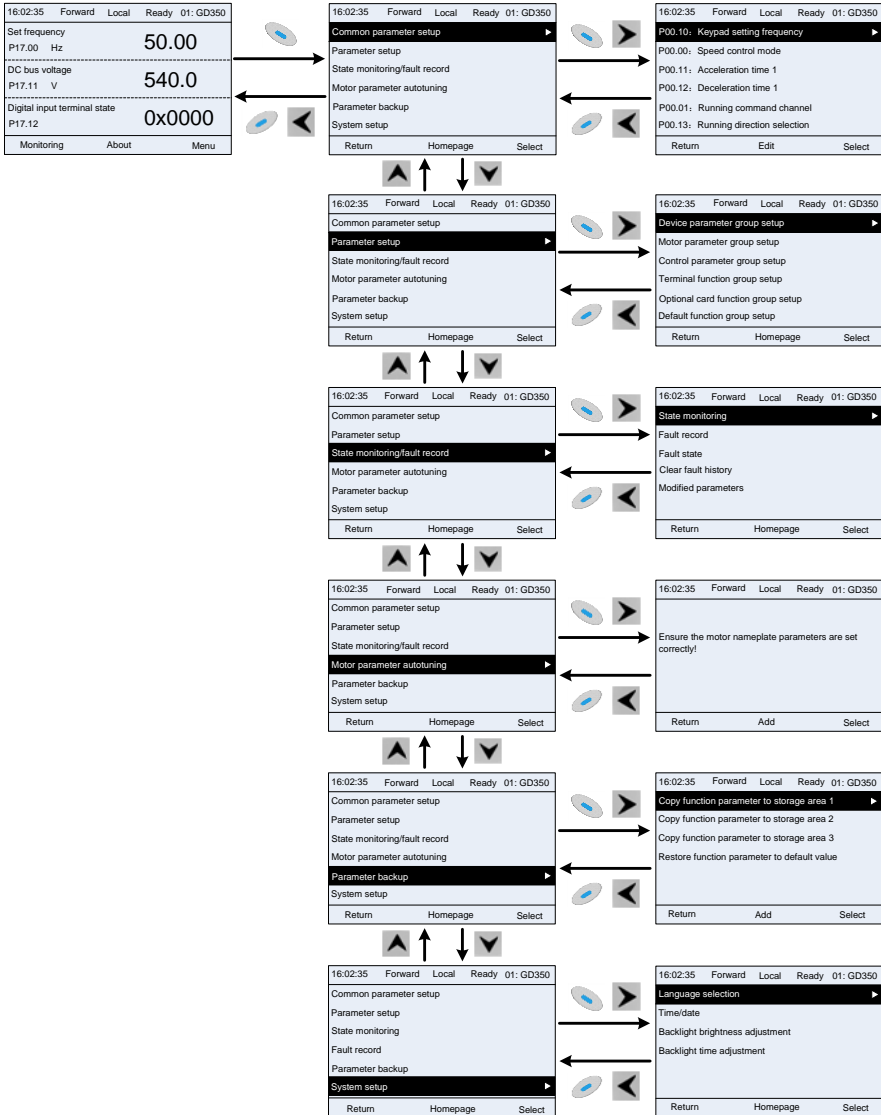 16:02:35 Forward Local Ready 01: GD350
Set frequency
P17.00 Hz 50.00
DC bus voltage
P17.11 V 540.0
Digital input terminal state
P17.12 0x0000
Monitoring About Menu
16:02:35 Forward Local Ready 01: GD350
Common parameter setup
Parameter setup
State monitoring/fault record
Motor parameter autotuning
Parameter backup
System setup
Return Homepage Select
16:02:35 Forward Local Ready 01: GD350
P00.10: Keypad setting frequency
P00.00: Speed control mode
P00.11: Acceleration time 1
P00.12: Deceleration time 1
P00.01: Running command channel
P00.13: Running direction selection
Return Edit Select
16:02:35 Forward Local Ready 01: GD350
Common parameter setup
Parameter setup
State monitoring/fault record
Motor parameter autotuning
Parameter backup
System setup
Return Homepage Select
16:02:35 Forward Local Ready 01: GD350
Device parameter group setup
Motor parameter group setup
Control parameter group setup
Terminal function group setup
Optional card function group setup
Default function group setup
Return Homepage Select
16:02:35 Forward Local Ready 01: GD350
Common parameter setup
Parameter setup
State monitoring/fault record
Motor parameter autotuning
Parameter backup
System setup
Return Homepage Select
16:02:35 Forward Local Ready 01: GD350
State monitoring
Fault record
Fault state
Clear fault history
Modified parameters
Return Homepage Select
16:02:35 Forward Local Ready 01: GD350
Common parameter setup
Parameter setup
State monitoring/fault record
Motor parameter autotuning
Parameter backup
System setup
Return Homepage Select
16:02:35 Forward Local Ready 01: GD350
Ensure the motor nameplate parameters are set
correctly!
Return Add Select
16:02:35 Forward Local Ready 01: GD350
Common parameter setup
Parameter setup
State monitoring/fault record
Motor parameter autotuning
Parameter backup
System setup
Return Homepage Select
16:02:35 Forward Local Ready 01: GD350
Copy function parameter to storage area 1
Copy function parameter to storage area 2
Copy function parameter to storage area 3
Restore function parameter to default value
Return Add Select
16:02:35 Forward Local Ready 01: GD350
Common parameter setup
Parameter setup
State monitoring
Fault record
Parameter backup
System setup
Return Homepage Select
16:02:35 Forward Local Ready 01: GD350
Language selection
Time/date
Backlight brightness adjustment
Backlight time adjustment
Return Homepage Select